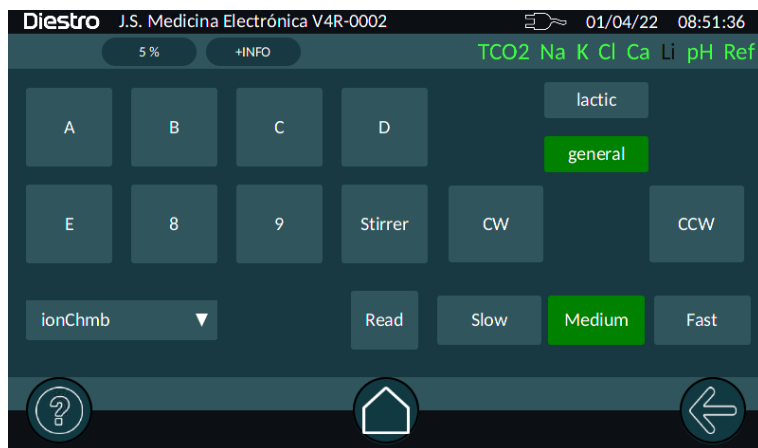 Diestro J.S. Medicina Electrónica V4R-0002 01/04/22 08:51:36
5 % +INFO TCO2 Na K Cl Ca Li pH Ref
lactic
A B C D
general
E 8 9 Stirrer CW CCW
ionChmb ▼ Read Slow Medium Fast
?